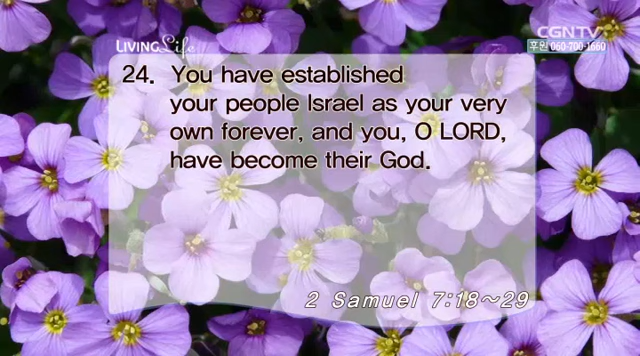 LIVING Life
CGNTV
후원 060-700-1660
24. You have established
your people Israel as your very
own forever, and you, O LORD,
have become their God.
2 Samuel 7:18~29